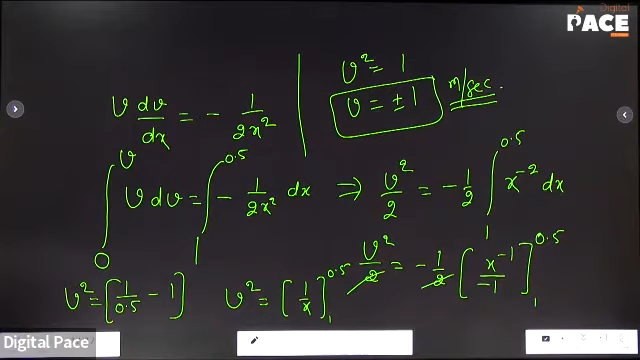 Digital
PACE
v dv/dx = - 1/2x²
v² = 1
v = ± 1 m/sec.
∫₀^v v dv = ∫₁^0.5 - 1/2x² dx ⇒ v²/2 = - 1/2 ∫₁^0.5 x⁻² dx
v²/2 = - 1/2 [x⁻¹/-1]₁^0.5
v² = [1/x]₁^0.5
v² = [1/0.5 - 1]
Digital Pace